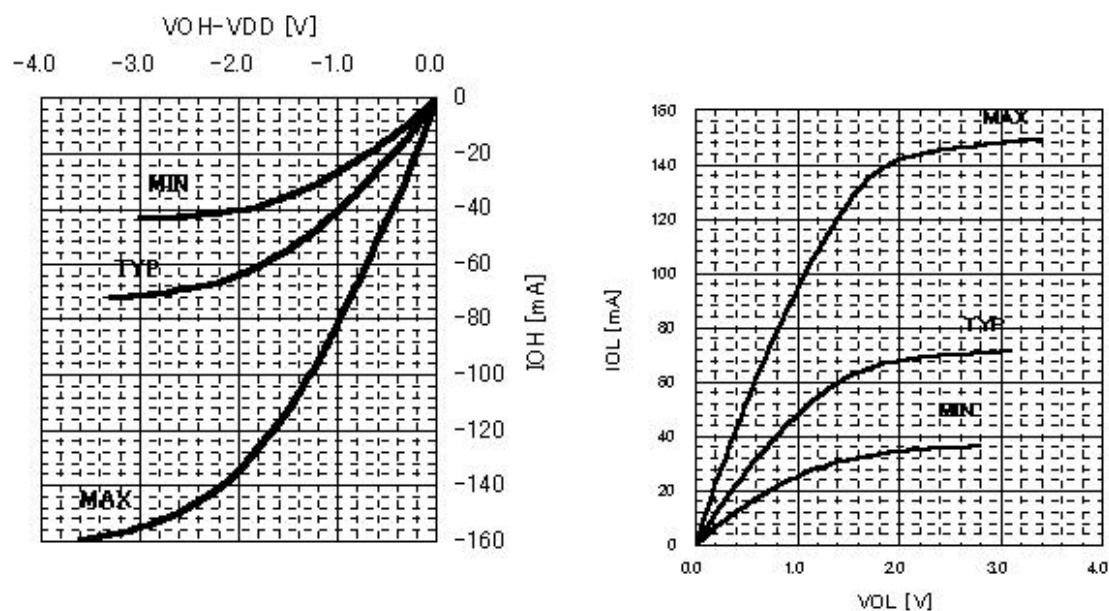 VOH-VDD [V]
-4.0 -3.0 -2.0 -1.0 0.0
0
-20
-40
-60
-80
-100
-120
-140
-160
MIN
TYP
MAX
IOH [mA]
160
140
120
100
80
60
40
20
0
MAX
TYP
MIN
IOL [mA]
0.0 1.0 2.0 3.0 4.0
VOL [V]